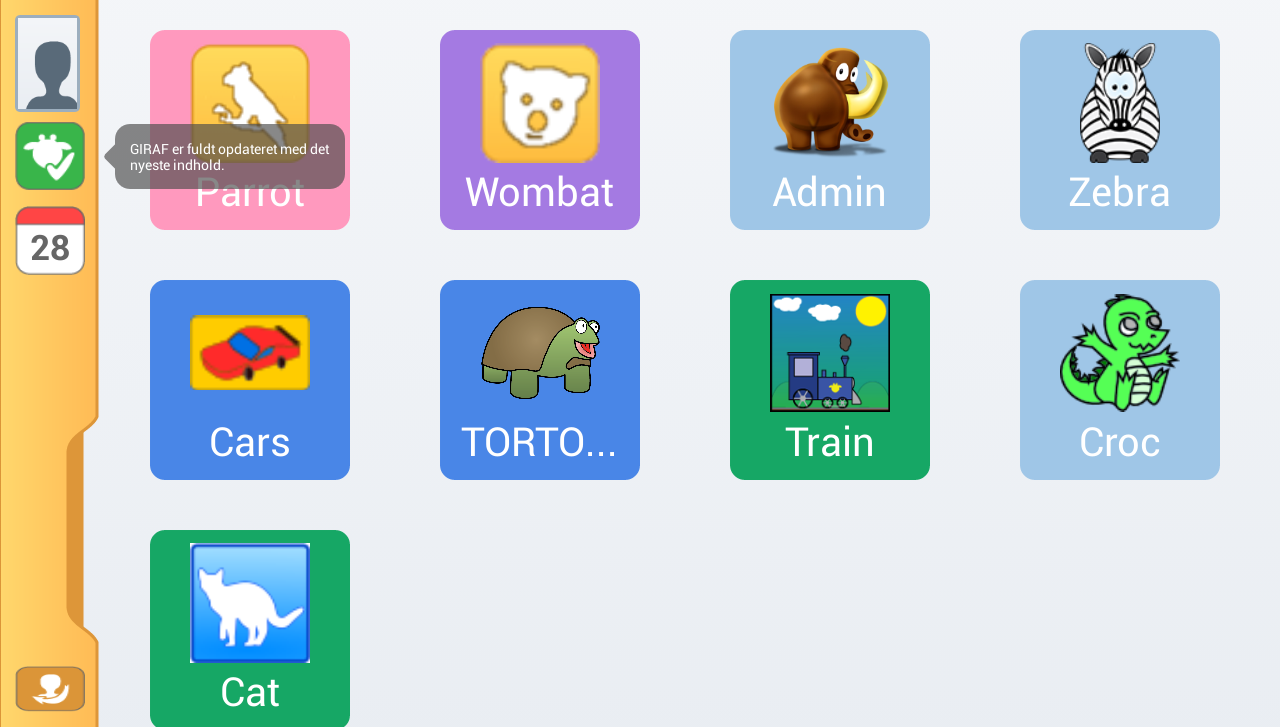 GIRAF er fuldt opdateret med det
nyeste indhold.
28
Parrot
Wombat
Admin
Zebra
Cars
TORTO...
Train
Croc
Cat